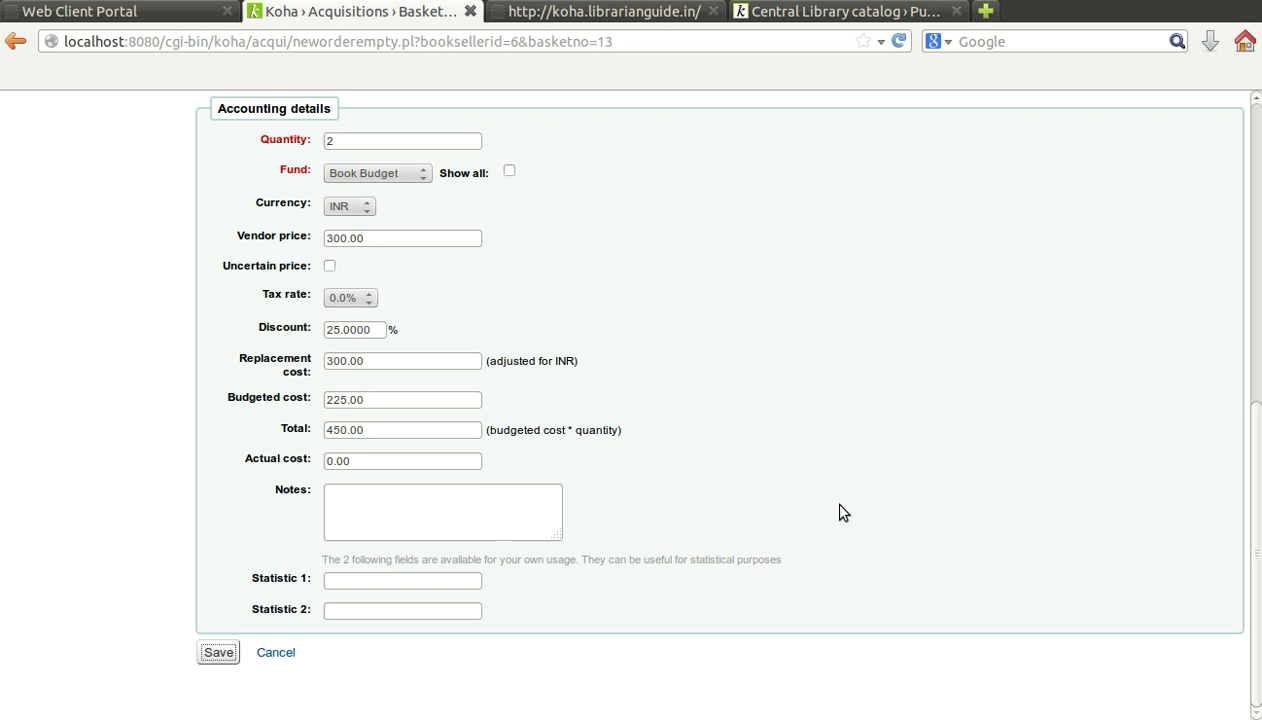 Web Client Portal
Koha › Acquisitions › Basket...
http://koha.librarianguide.in/
Central Library catalog › Pu...
localhost:8080/cgi-bin/koha/acqui/neworderempty.pl?booksellerid=6&basketno=13
Google
Accounting details
Quantity: 2
Fund: Book Budget Show all:
Currency: INR
Vendor price: 300.00
Uncertain price:
Tax rate: 0.0%
Discount: 25.0000 %
Replacement
cost: 300.00 (adjusted for INR)
Budgeted cost: 225.00
Total: 450.00 (budgeted cost * quantity)
Actual cost: 0.00
Notes:
The 2 following fields are available for your own usage. They can be useful for statistical purposes
Statistic 1:
Statistic 2:
Save Cancel